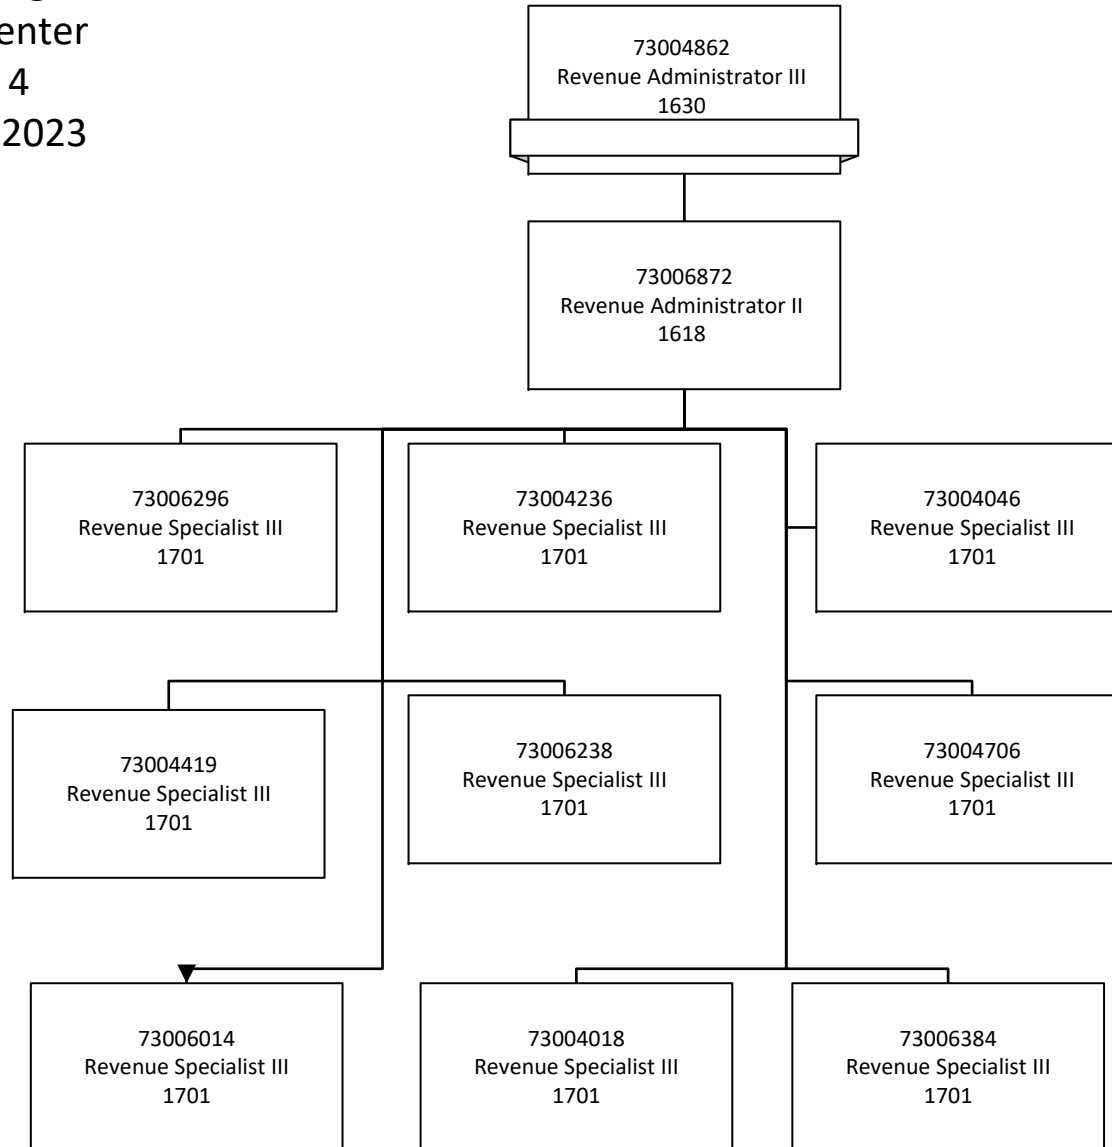 enter
4
2023
73004862
Revenue Administrator III
1630
73006872
Revenue Administrator II
1618
73006296
Revenue Specialist III
1701
73004236
Revenue Specialist III
1701
73004046
Revenue Specialist III
1701
73004419
Revenue Specialist III
1701
73006238
Revenue Specialist III
1701
73004706
Revenue Specialist III
1701
73006014
Revenue Specialist III
1701
73004018
Revenue Specialist III
1701
73006384
Revenue Specialist III
1701